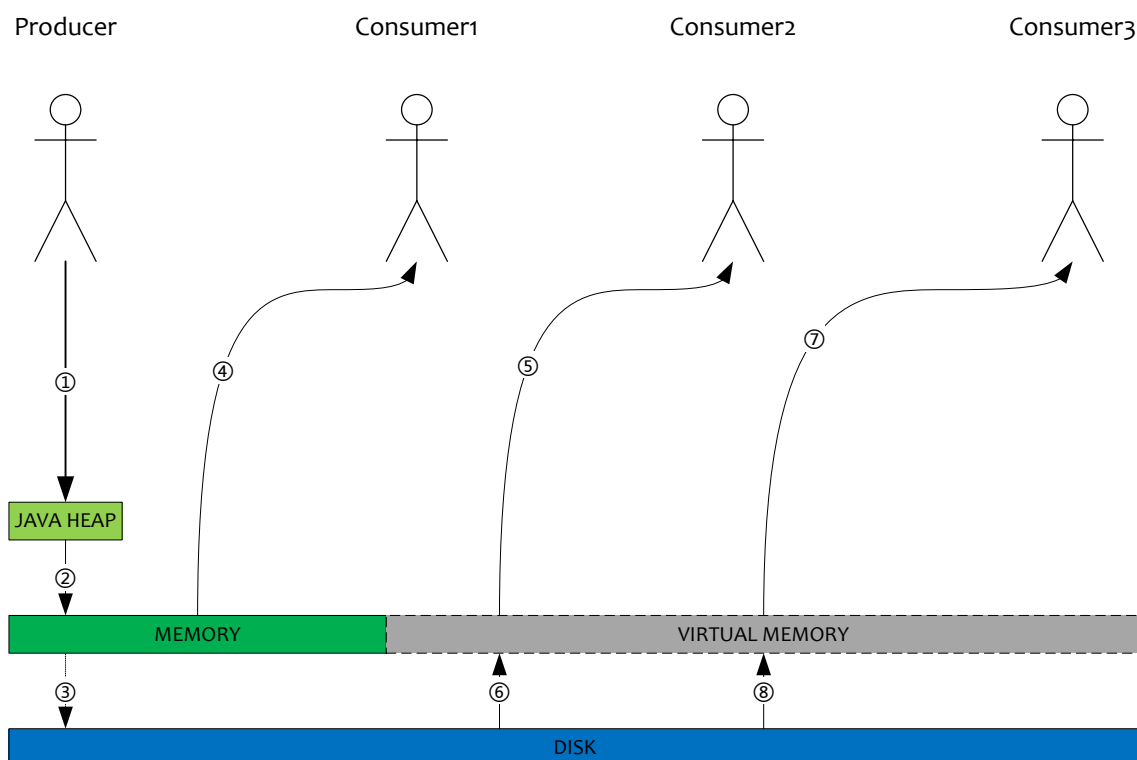 Producer
Consumer1
Consumer2
Consumer3
④
⑤
⑦
①
JAVA HEAP
②
MEMORY
VIRTUAL MEMORY
③
⑥
⑧
DISK